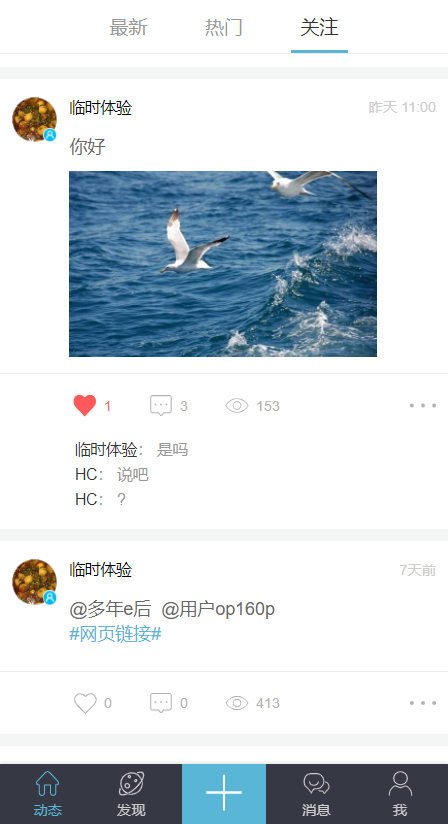 最新 热门 关注
临时体验 昨天 11:00
你好
1 3 153
临时体验： 是吗
HC： 说吧
HC： ?
临时体验 7天前
@多年e后 @用户op160p
#网页链接#
0 0 413
动态 发现 消息 我